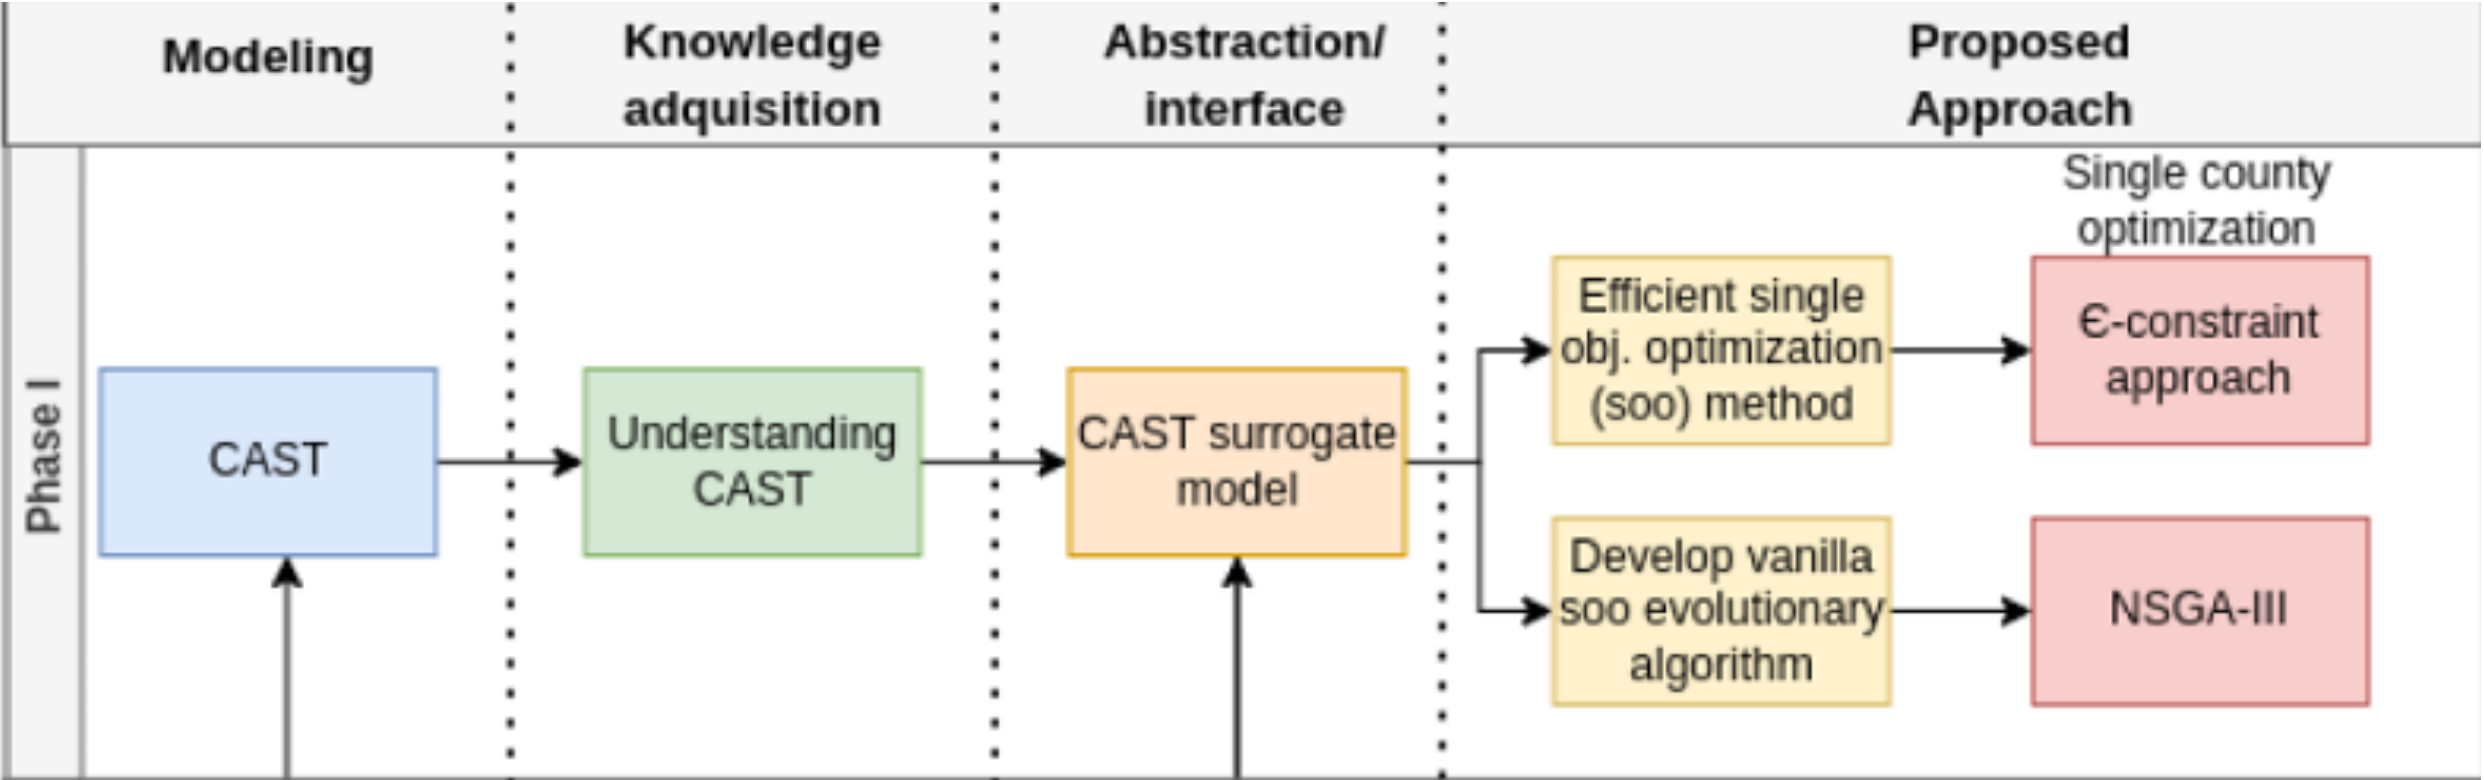 Modeling
Knowledge
adquisition
Abstraction/
interface
Proposed
Approach
Phase I
CAST
Understanding
CAST
CAST surrogate
model
Efficient single
obj. optimization
(soo) method
Single county
optimization
Є-constraint
approach
Develop vanilla
soo evolutionary
algorithm
NSGA-III